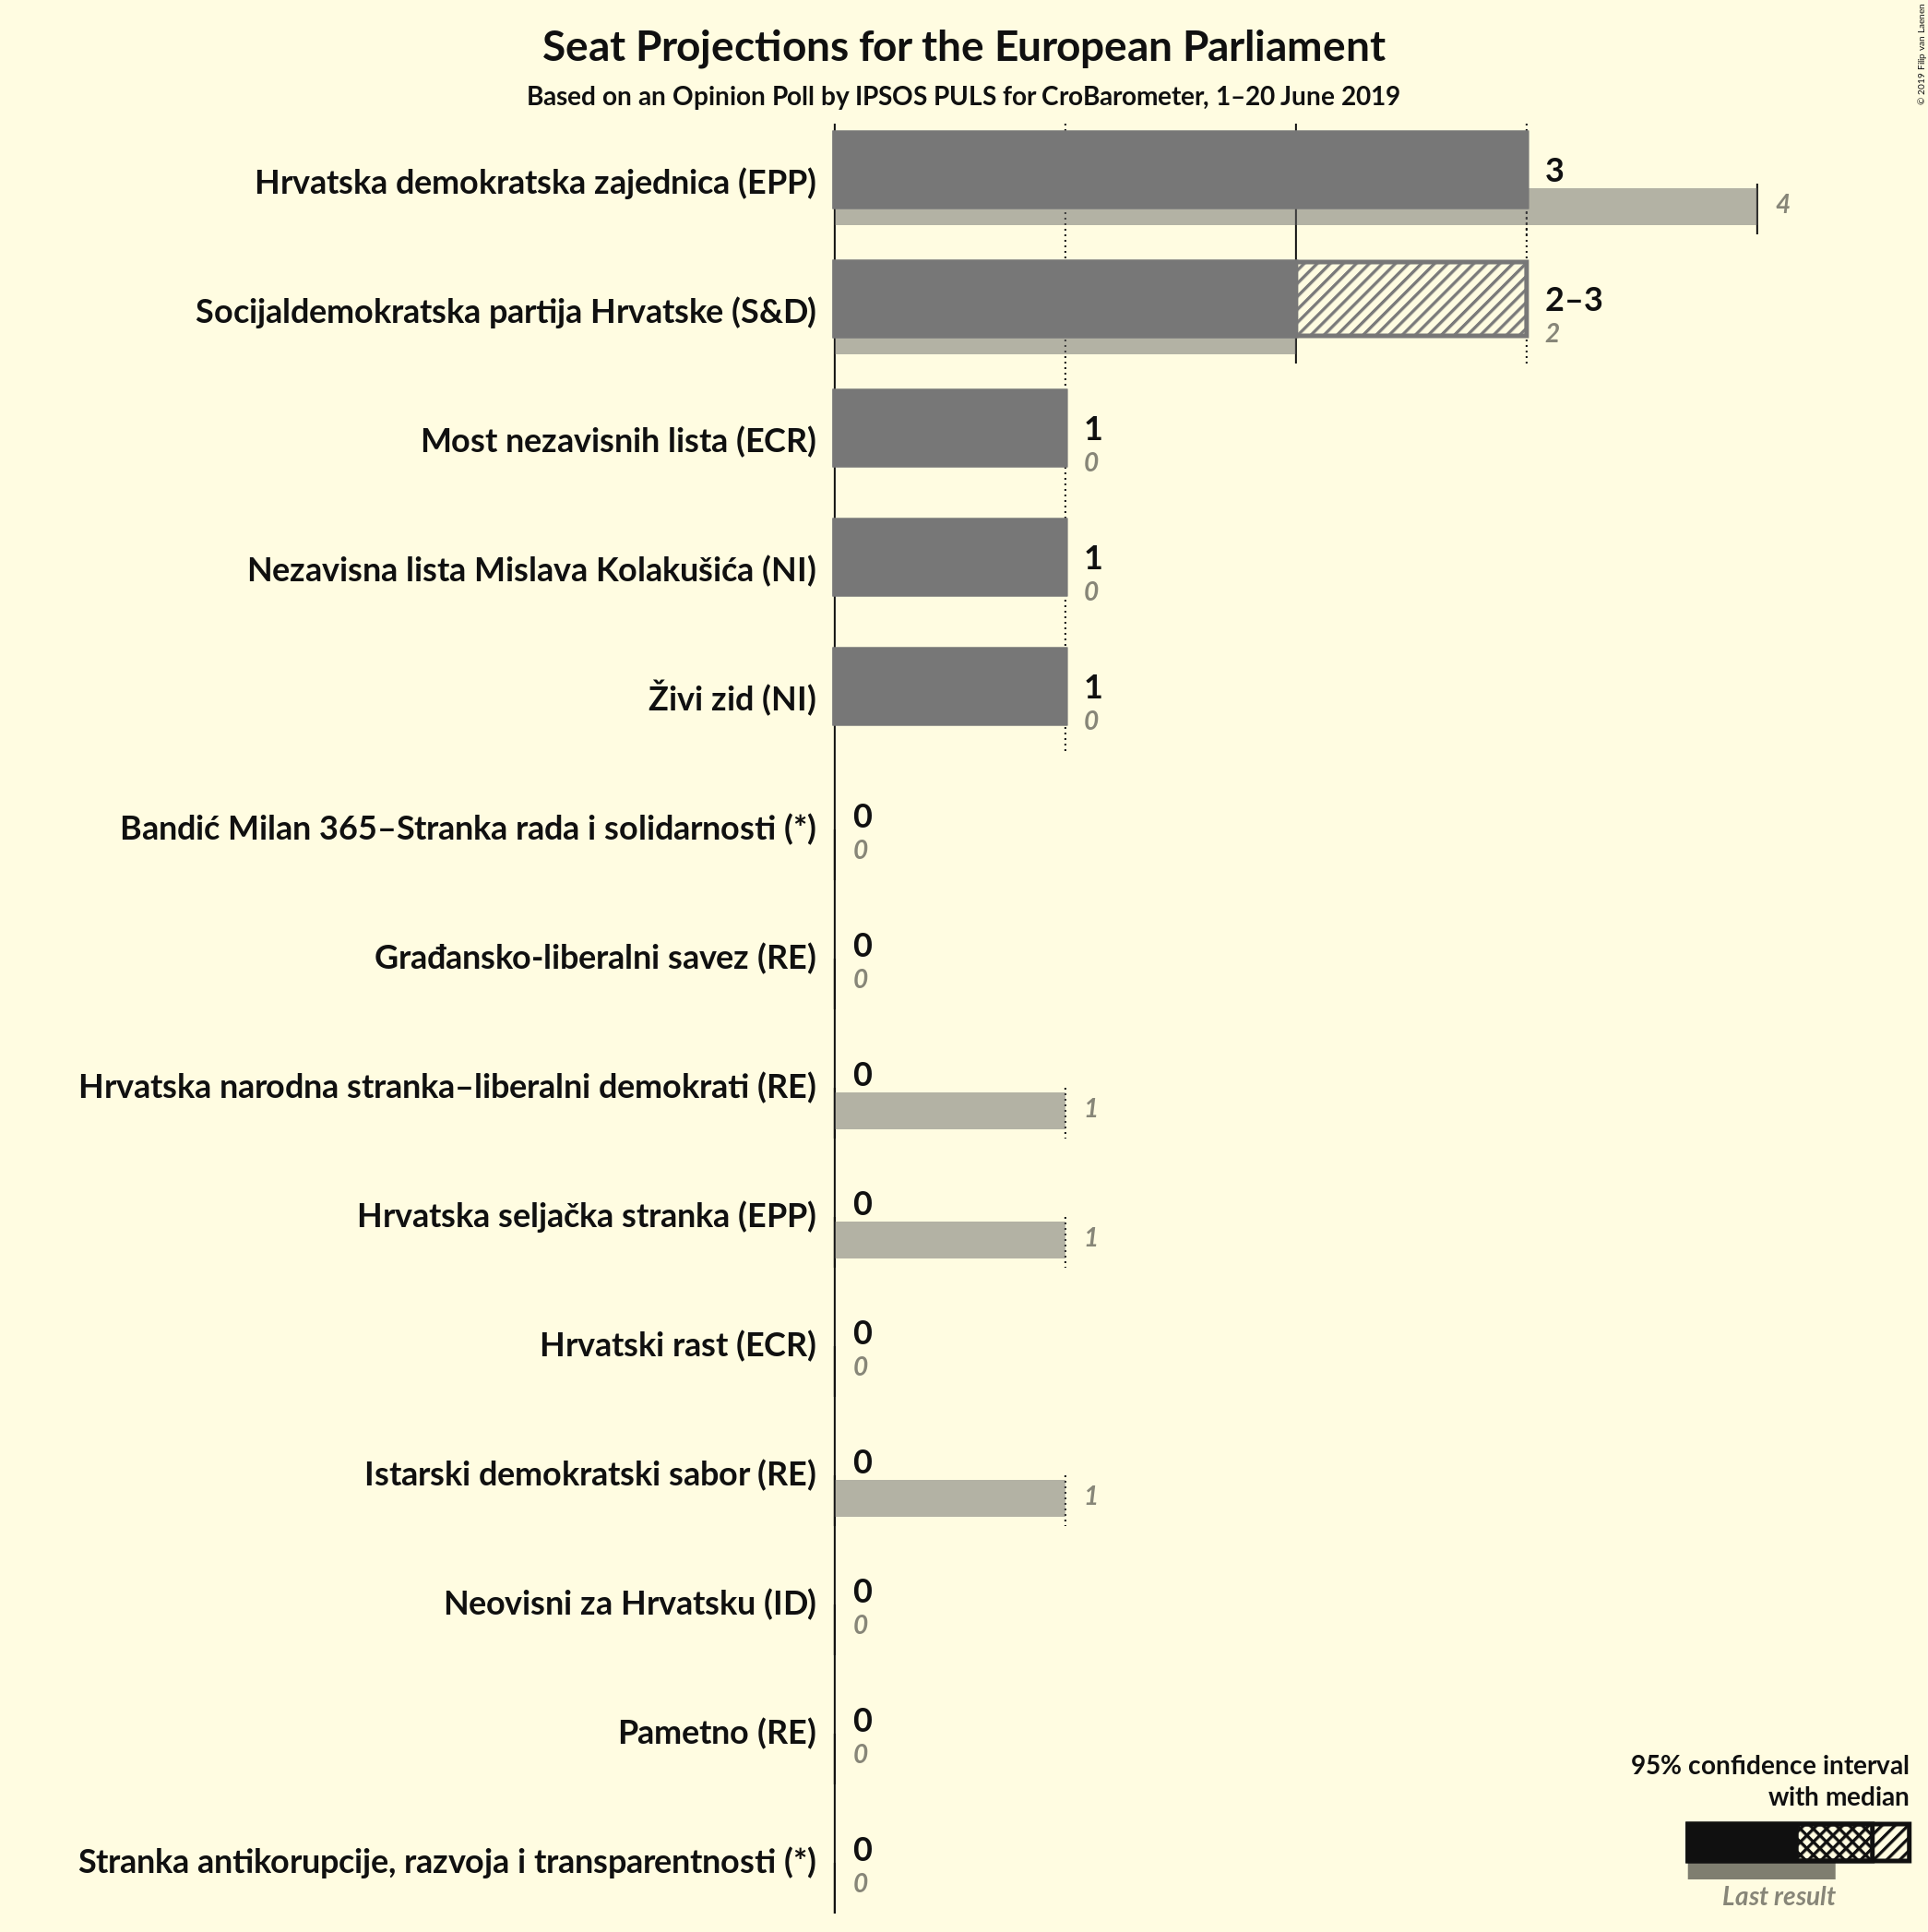 Seat Projections for the European Parliament
Based on an Opinion Poll by IPSOS PULS for CroBarometer, 1–20 June 2019
© 2019 Filip van Laenen
Hrvatska demokratska zajednica (EPP)
3
4
Socijaldemokratska partija Hrvatske (S&D)
2–3
2
Most nezavisnih lista (ECR)
1
0
Nezavisna lista Mislava Kolakušića (NI)
1
0
Živi zid (NI)
1
0
Bandić Milan 365–Stranka rada i solidarnosti (*)
0
0
Građansko-liberalni savez (RE)
0
0
Hrvatska narodna stranka–liberalni demokrati (RE)
0
1
Hrvatska seljačka stranka (EPP)
0
1
Hrvatski rast (ECR)
0
0
Istarski demokratski sabor (RE)
0
1
Neovisni za Hrvatsku (ID)
0
0
Pametno (RE)
0
0
Stranka antikorupcije, razvoja i transparentnosti (*)
0
0
95% confidence interval
with median
Last result